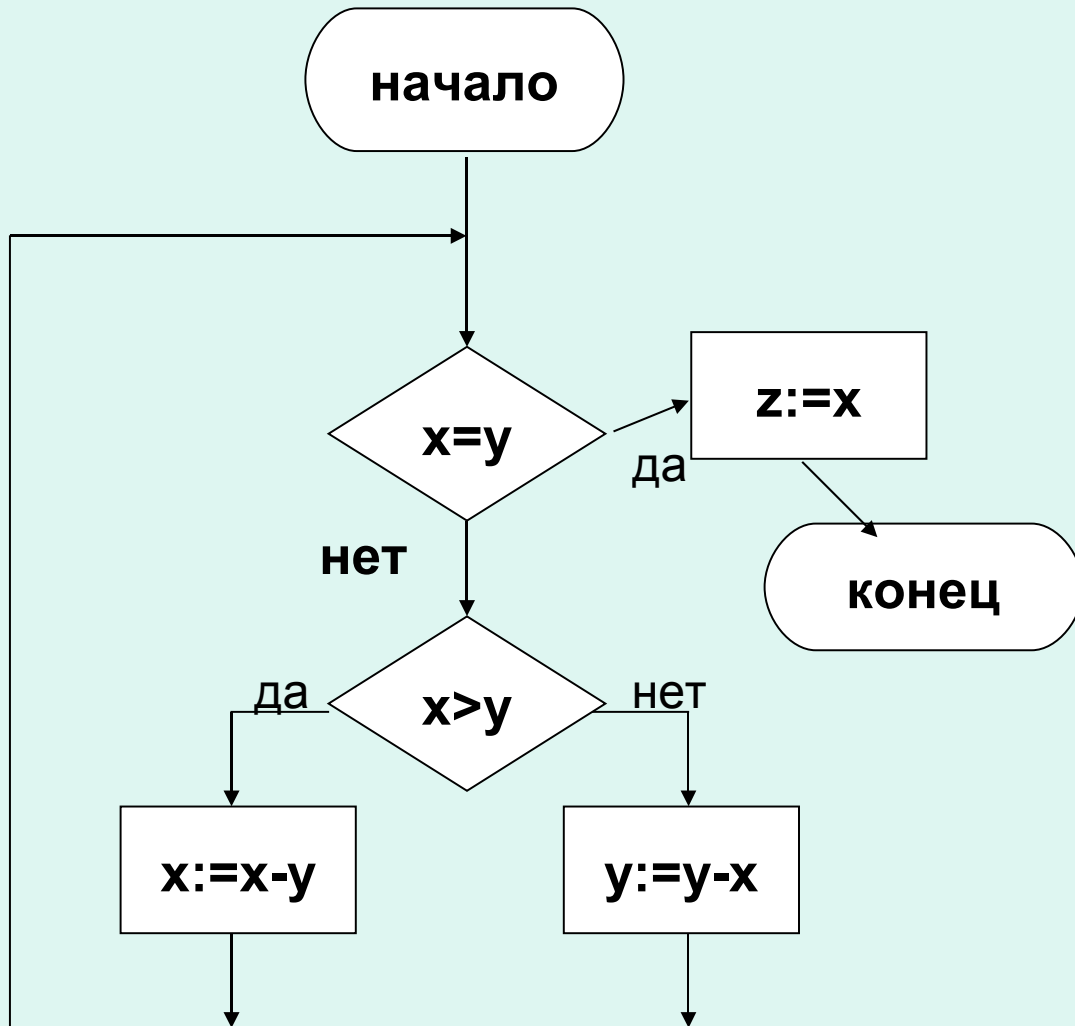 начало
x=y
да
z:=x
нет
конец
да
x>y
нет
x:=x-y
y:=y-x